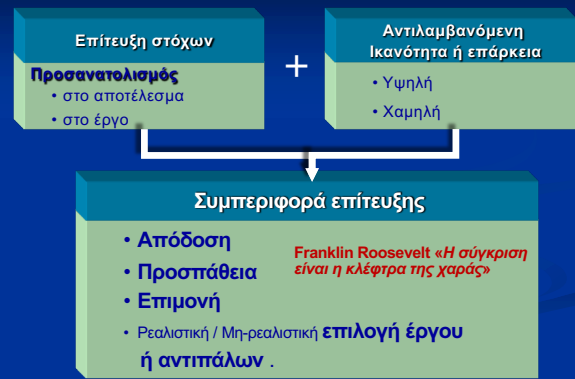 Επίτευξη στόχων
Προσανατολισμός
• στο αποτέλεσμα
• στο έργο
+
Αντιλαμβανόμενη
Ικανότητα ή επάρκεια
• Υψηλή
• Χαμηλή
Συμπεριφορά επίτευξης
• Απόδοση
• Προσπάθεια
• Επιμονή
• Ρεαλιστική / Μη-ρεαλιστική επιλογή έργου
ή αντιπάλων .
Franklin Roosevelt «Η σύγκριση
είναι η κλέφτρα της χαράς»